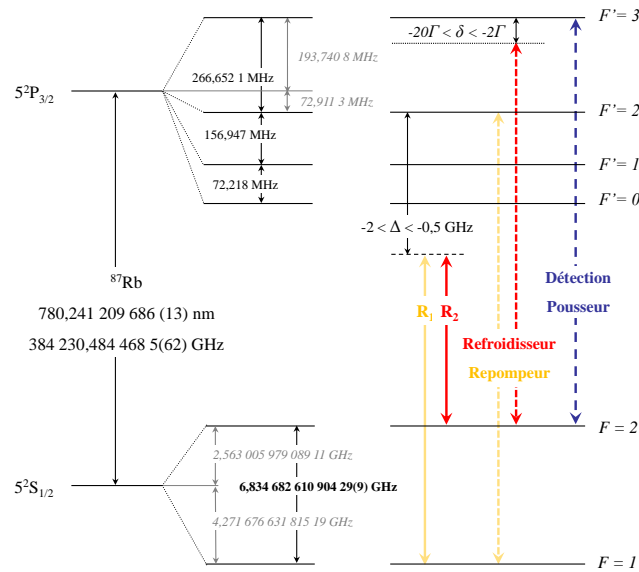 F'= 3
-20Γ < δ < -2Γ
193,740 8 MHz
266,652 1 MHz
5²P₃/₂
72,911 3 MHz
F'= 2
156,947 MHz
F'= 1
72,218 MHz
F'= 0
-2 < Δ < -0,5 GHz
⁸⁷Rb
Détection
780,241 209 686 (13) nm
Pousseur
R₁ R₂
384 230,484 468 5(62) GHz
Refroidisseur
Repompeur
F = 2
2,563 005 979 089 11 GHz
5²S₁/₂
6,834 682 610 904 29(9) GHz
4,271 676 631 815 19 GHz
F = 1